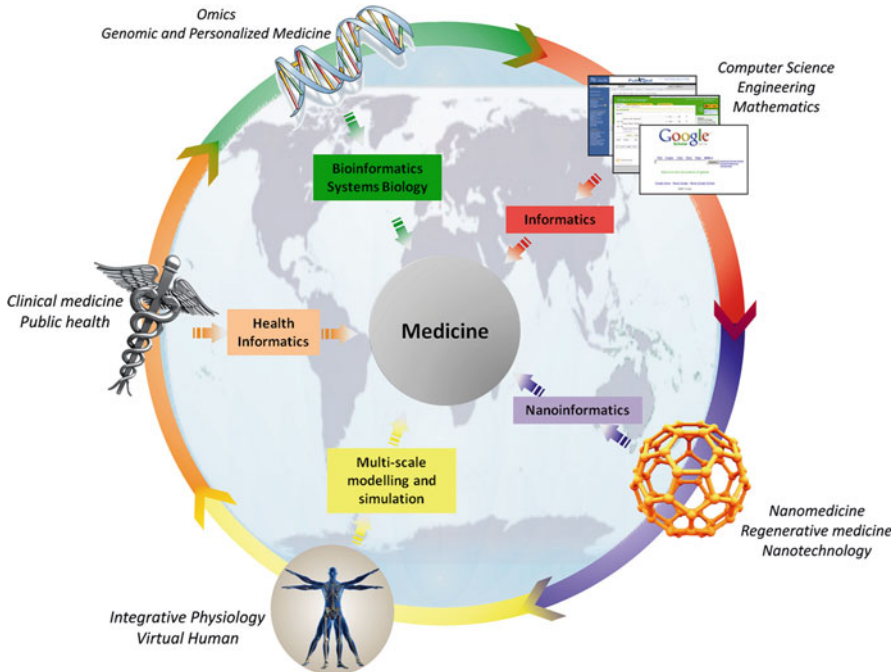 Omics
Genomic and Personalized Medicine
Computer Science
Engineering
Mathematics
Google
Bioinformatics
Systems Biology
Informatics
Clinical medicine
Public health
Health
Informatics
Medicine
Nanoinformatics
Multi-scale
modelling and
simulation
Nanomedicine
Regenerative medicine
Nanotechnology
Integrative Physiology
Virtual Human